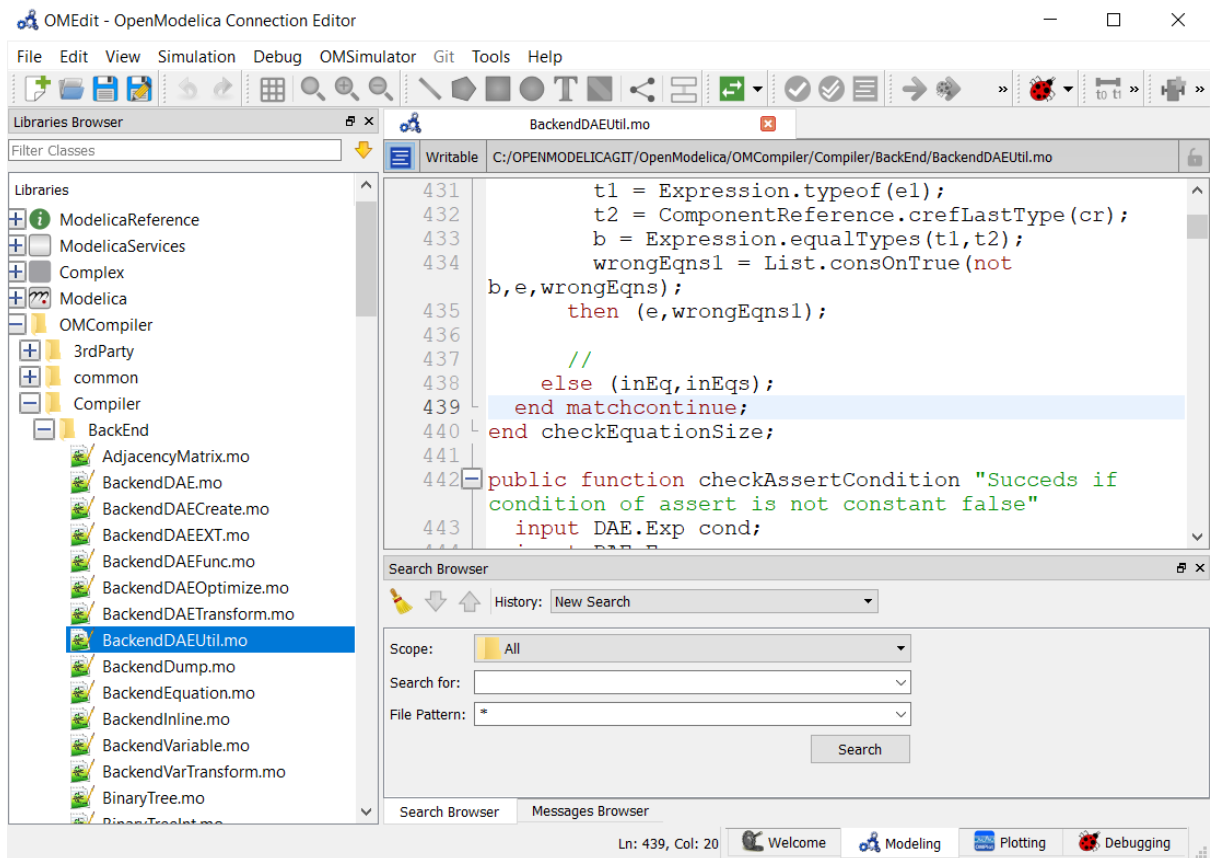 OMEdit - OpenModelica Connection Editor
File Edit View Simulation Debug OMSimulator Git Tools Help
T to ti » »
Libraries Browser
Filter Classes
Libraries
ModelicaReference
ModelicaServices
Complex
Modelica
OMCompiler
3rdParty
common
Compiler
BackEnd
AdjacencyMatrix.mo
BackendDAE.mo
BackendDAECreate.mo
BackendDAEEXT.mo
BackendDAEFunc.mo
BackendDAEOptimize.mo
BackendDAETransform.mo
BackendDAEUtil.mo
BackendDump.mo
BackendEquation.mo
BackendInline.mo
BackendVariable.mo
BackendVarTransform.mo
BinaryTree.mo
BinaryTreeInt.mo
BackendDAEUtil.mo
Writable C:/OPENMODELICAGIT/OpenModelica/OMCompiler/Compiler/BackEnd/BackendDAEUtil.mo
431 t1 = Expression.typeof(e1);
432 t2 = ComponentReference.crefLastType(cr);
433 b = Expression.equalTypes(t1,t2);
434 wrongEqns1 = List.consOnTrue(not
b,e,wrongEqns);
435 then (e,wrongEqns1);
436
437 //
438 else (inEq,inEqs);
439 end matchcontinue;
440 end checkEquationSize;
441
442 public function checkAssertCondition "Succeds if
condition of assert is not constant false"
443 input DAE.Exp cond;
Search Browser
History: New Search
Scope: All
Search for:
File Pattern: *
Search
Search Browser Messages Browser
Ln: 439, Col: 20 Welcome Modeling Plotting Debugging